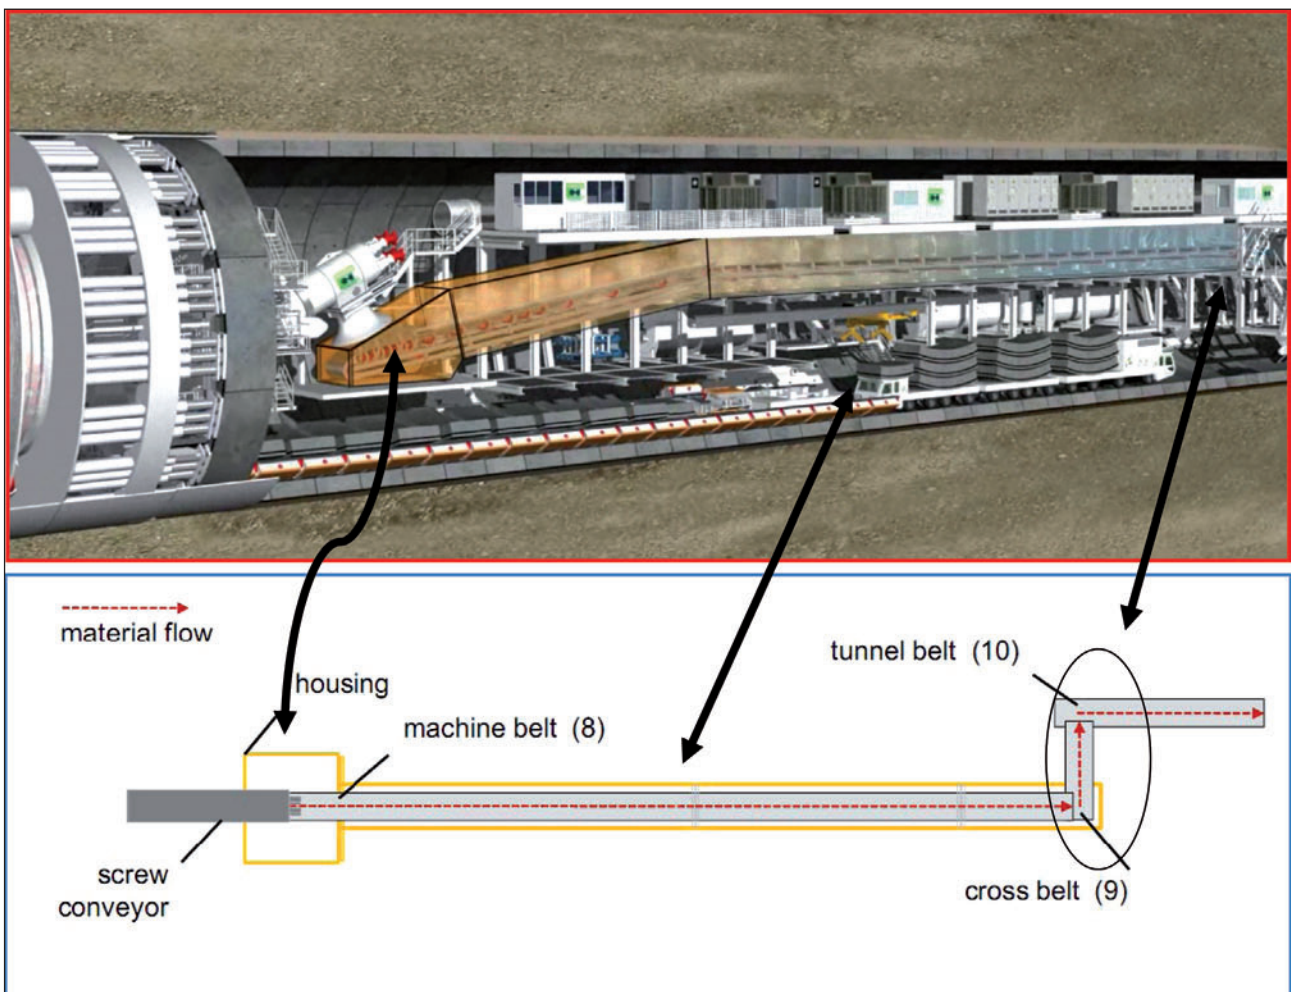 material flow
tunnel belt (10)
housing
machine belt (8)
screw
conveyor
cross belt (9)